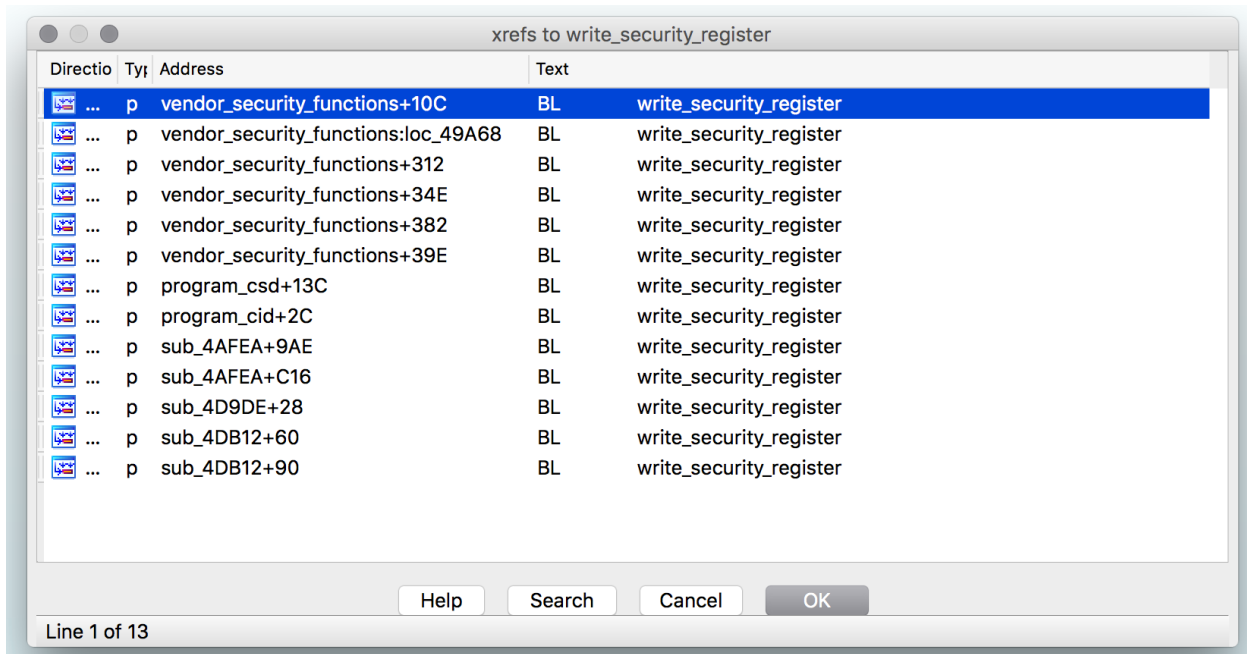 xrefs to write_security_register
Directio Typ Address Text
... p vendor_security_functions+10C BL write_security_register
... p vendor_security_functions:loc_49A68 BL write_security_register
... p vendor_security_functions+312 BL write_security_register
... p vendor_security_functions+34E BL write_security_register
... p vendor_security_functions+382 BL write_security_register
... p vendor_security_functions+39E BL write_security_register
... p program_csd+13C BL write_security_register
... p program_cid+2C BL write_security_register
... p sub_4AFEA+9AE BL write_security_register
... p sub_4AFEA+C16 BL write_security_register
... p sub_4D9DE+28 BL write_security_register
... p sub_4DB12+60 BL write_security_register
... p sub_4DB12+90 BL write_security_register
Help Search Cancel OK
Line 1 of 13